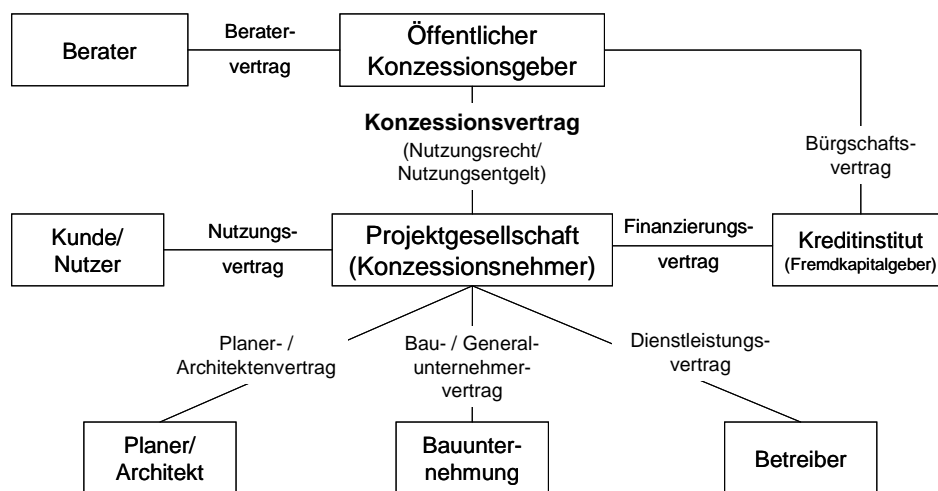 Berater
Berater-
vertrag
Öffentlicher
Konzessionsgeber
Konzessionsvertrag
(Nutzungsrecht/
Nutzungsentgelt)
Bürgschafts-
vertrag
Kunde/
Nutzer
Nutzungs-
vertrag
Projektgesellschaft
(Konzessionsnehmer)
Finanzierungs-
vertrag
Kreditinstitut
(Fremdkapitalgeber)
Planer- /
Architektenvertrag
Bau- / General-
unternehmer-
vertrag
Dienstleistungs-
vertrag
Planer/
Architekt
Bauunter-
nehmung
Betreiber